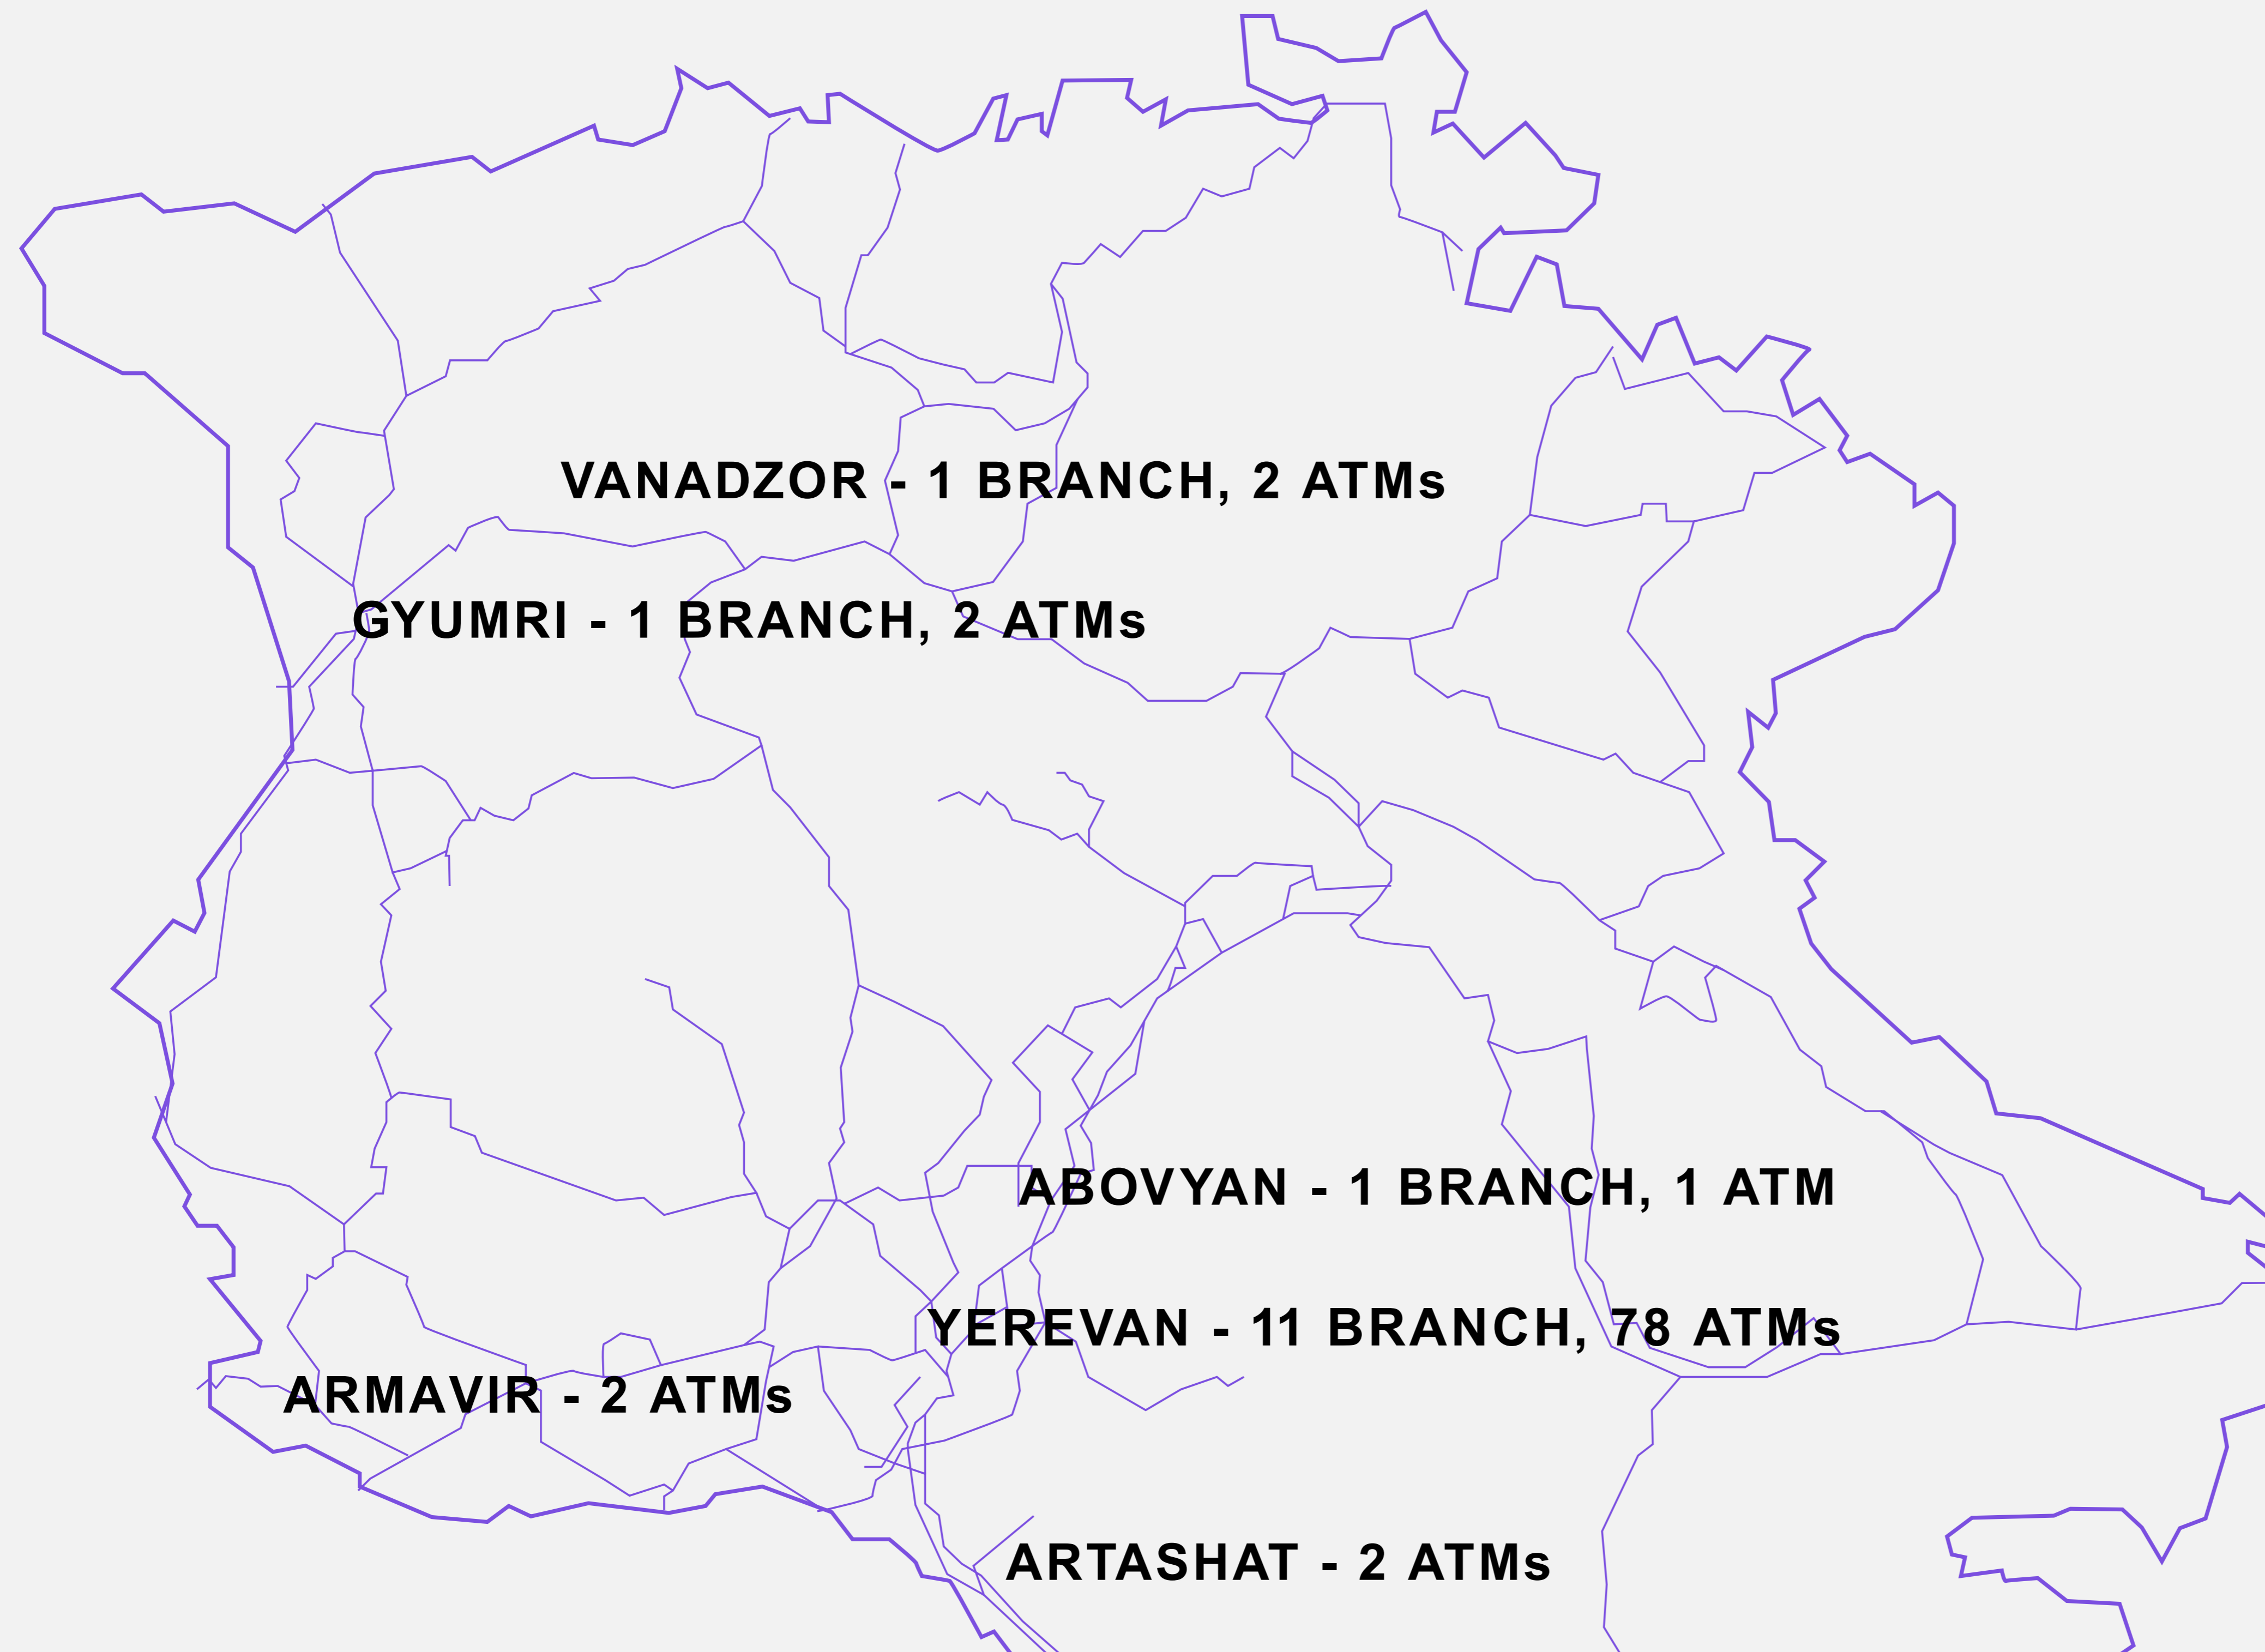 VANADZOR - 1 BRANCH, 2 ATMs
GYUMRI - 1 BRANCH, 2 ATMs
ABOVYAN - 1 BRANCH, 1 ATM
YEREVAN - 11 BRANCH, 78 ATMs
ARMAVIR - 2 ATMs
ARTASHAT - 2 ATMs